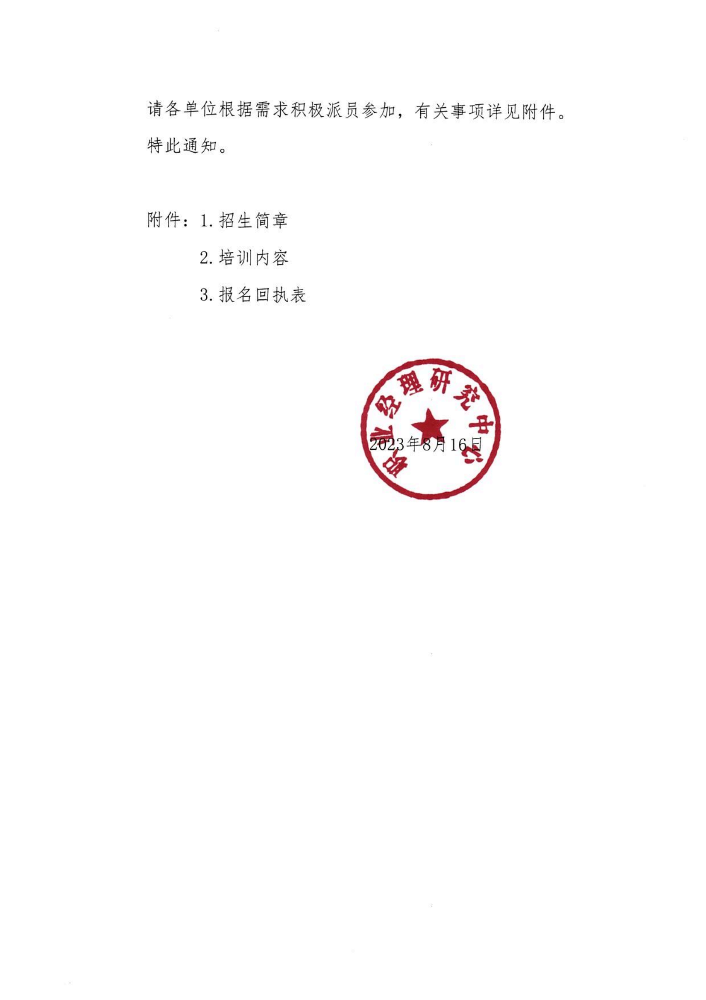 请各单位根据需求积极派员参加，有关事项详见附件。
特此通知。
附件：1.招生简章
2.培训内容
3.报名回执表
职业经理研究中心
2023年8月16日